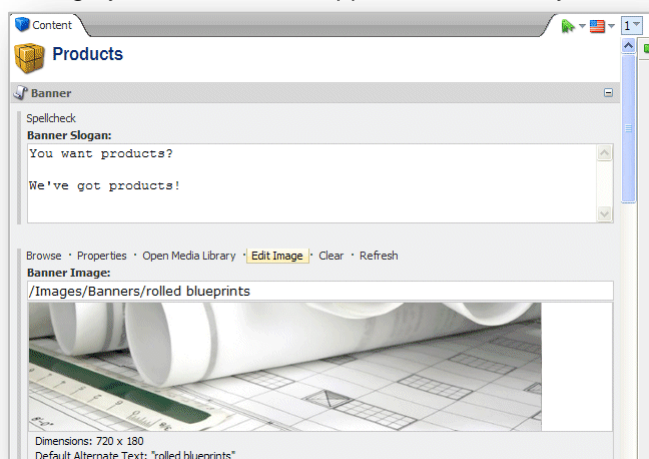 Content
1
Products
Banner
Spellcheck
Banner Slogan:
You want products?
We've got products!
Browse · Properties · Open Media Library · Edit Image · Clear · Refresh
Banner Image:
/Images/Banners/rolled blueprints
Dimensions: 720 x 180
Default Alternate Text: "rolled blueprints"